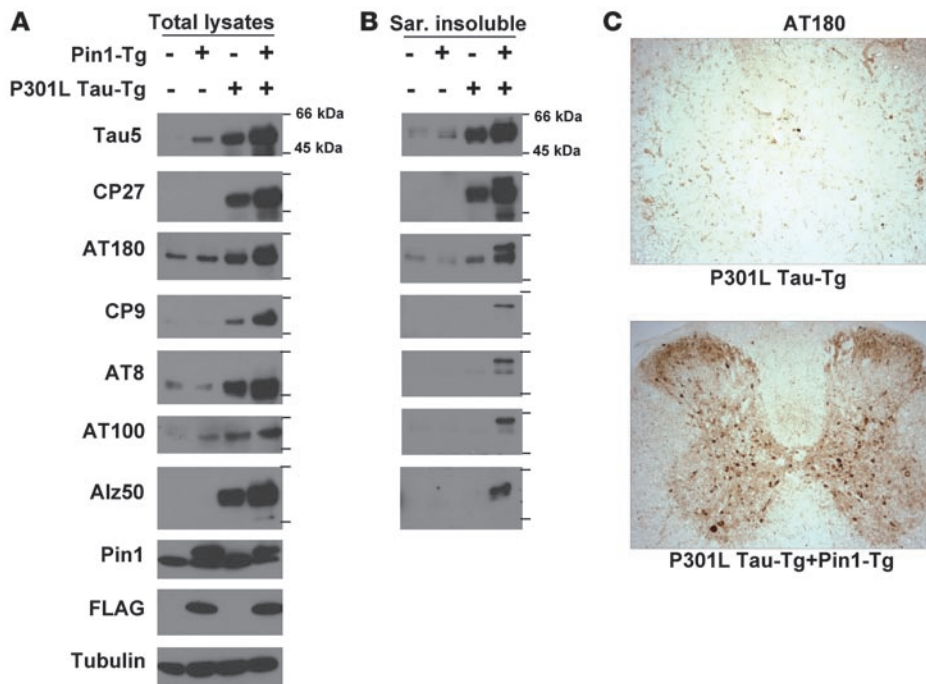 A
Total lysates
Pin1-Tg - + - +
P301L Tau-Tg - - + +
Tau5
66 kDa
45 kDa
CP27
AT180
CP9
AT8
AT100
Alz50
Pin1
FLAG
Tubulin
B
Sar. insoluble
- + - +
- - + +
66 kDa
45 kDa
C
AT180
P301L Tau-Tg
P301L Tau-Tg+Pin1-Tg